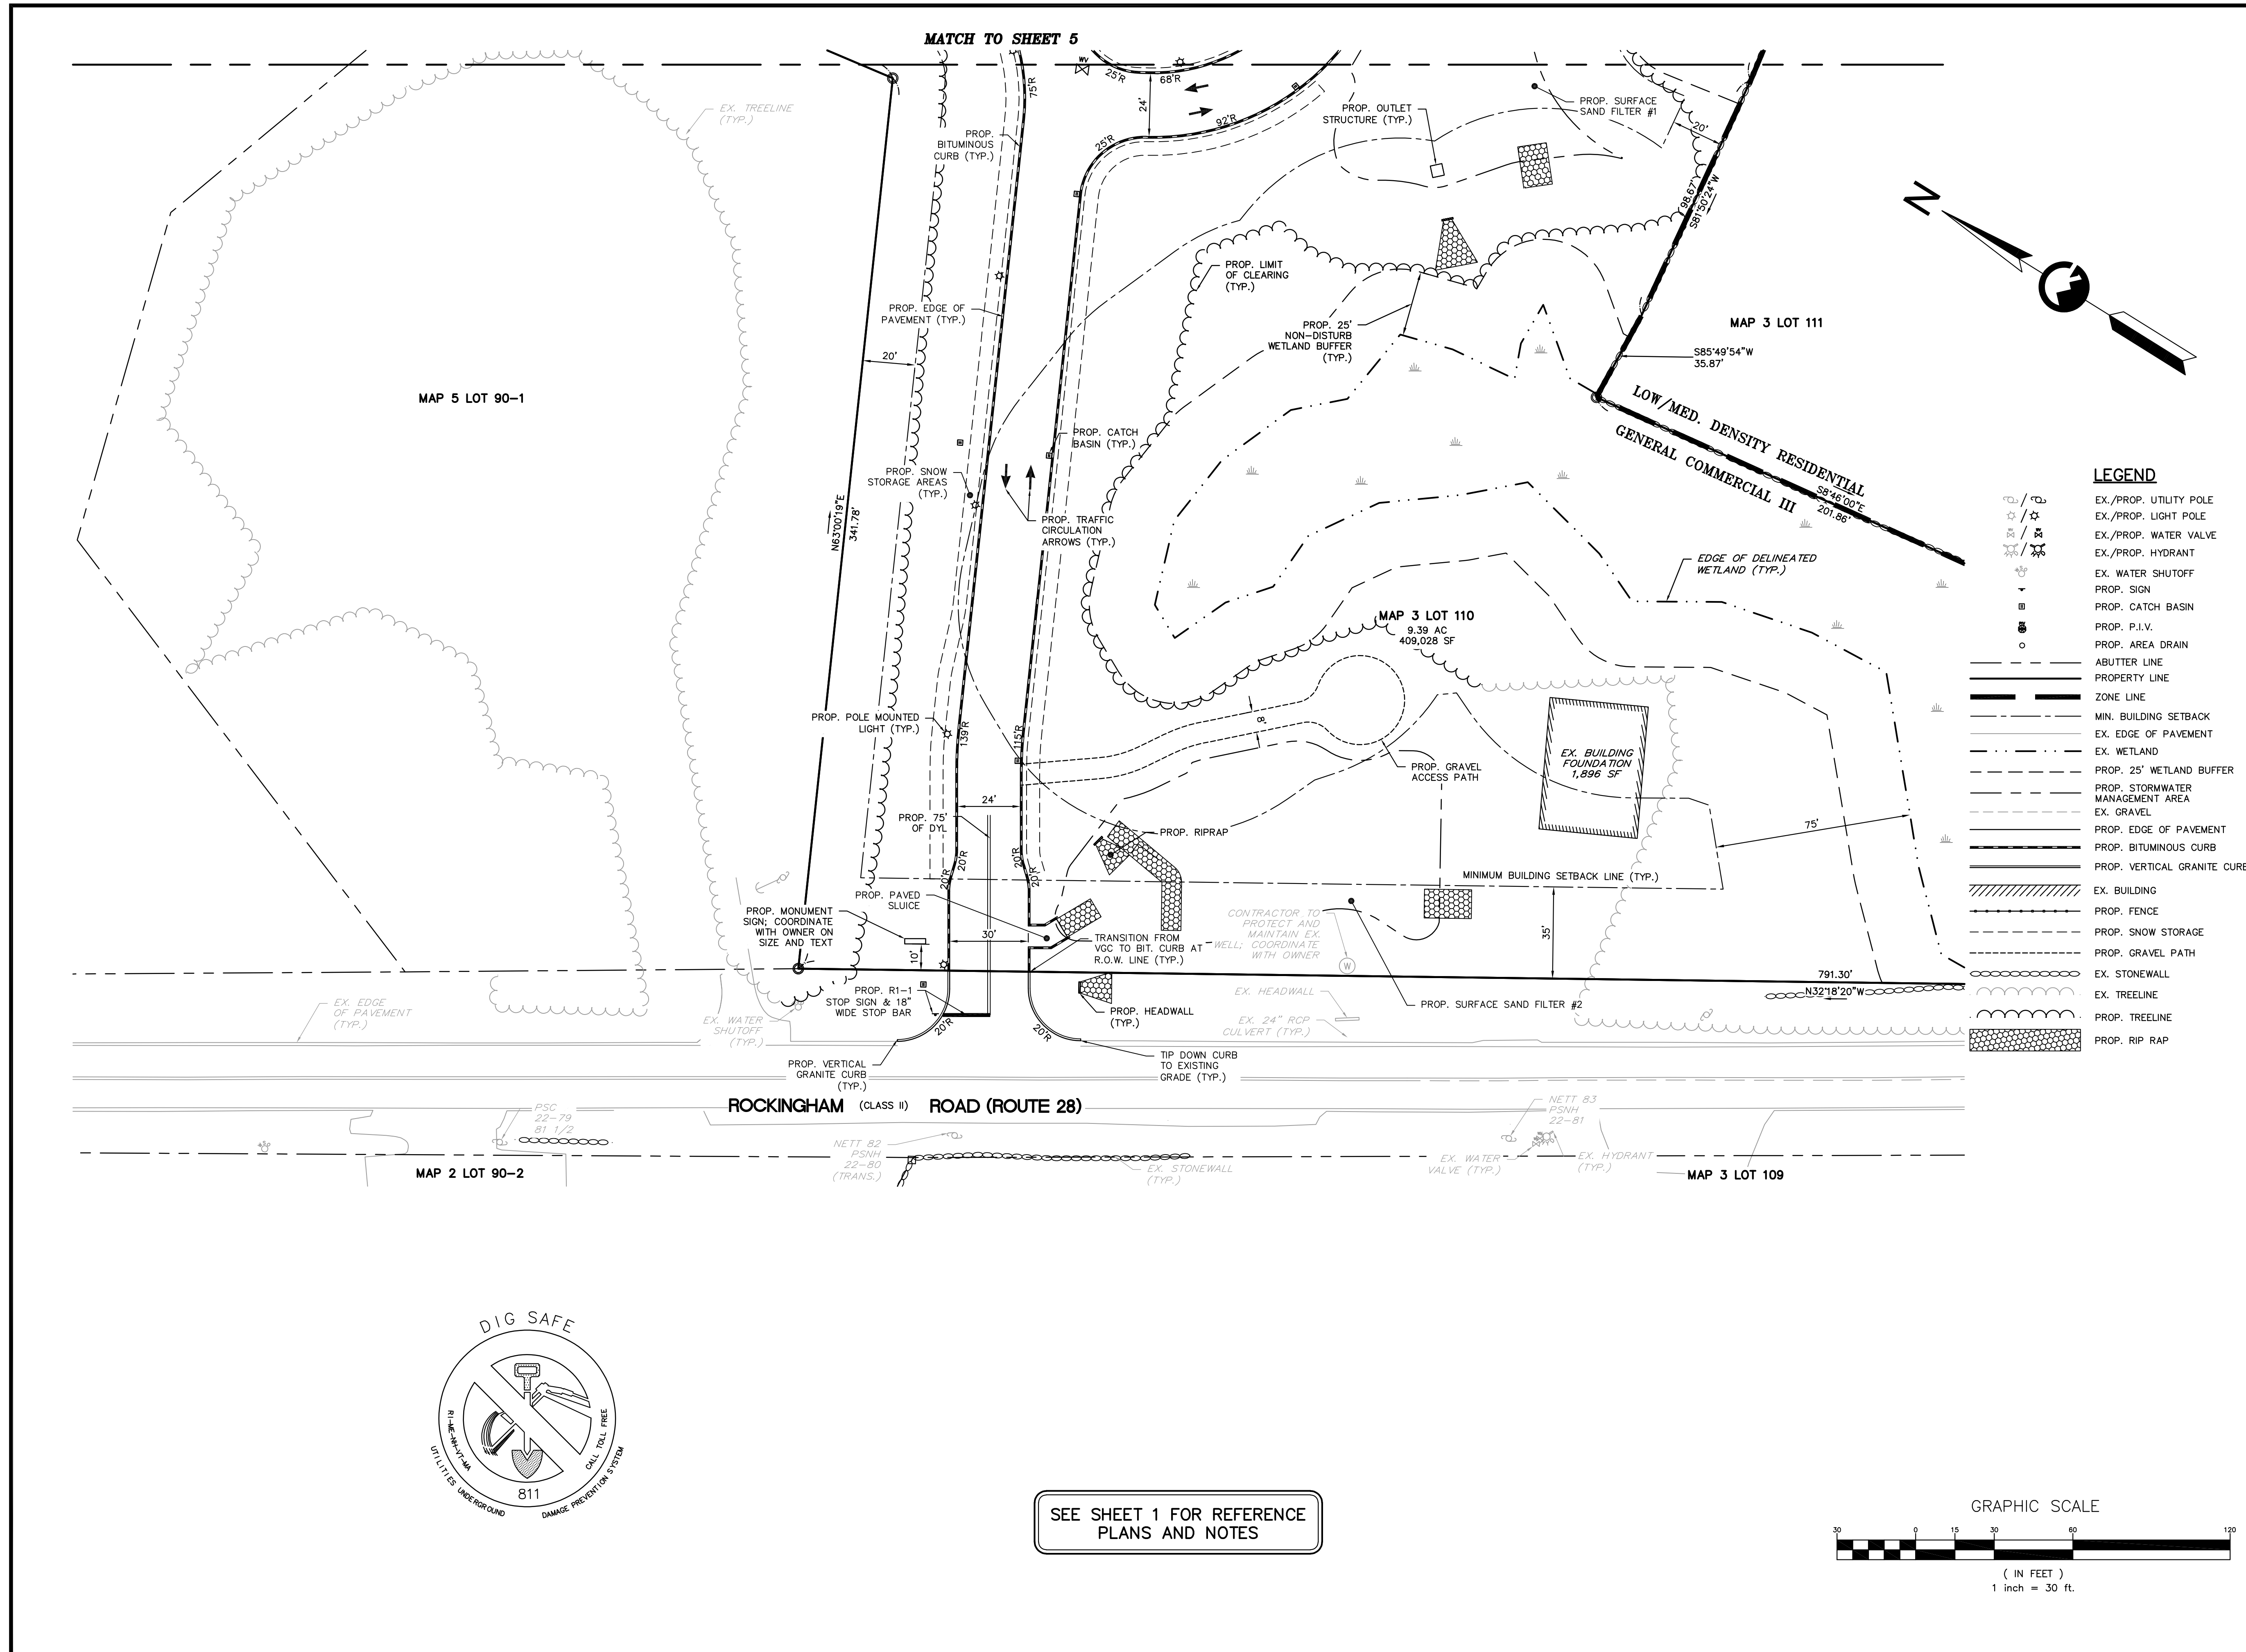 MATCH TO SHEET 5
EX. TREELINE
(TYP.)
PROP.
BITUMINOUS
CURB (TYP.)
75'R
WV
25'R
68'R
24'
92'R
25'R
PROP. OUTLET
STRUCTURE (TYP.)
PROP. SURFACE
SAND FILTER #1
20'
98.67'
S81°50'24"W
N
PROP. LIMIT
OF CLEARING
(TYP.)
PROP. EDGE OF
PAVEMENT (TYP.)
20'
PROP. 25'
NON-DISTURB
WETLAND BUFFER
(TYP.)
MAP 3 LOT 111
S85°49'54"W
35.87'
MAP 5 LOT 90-1
LOW/MED. DENSITY RESIDENTIAL
GENERAL COMMERCIAL III
S8°46'00"E
201.86'
PROP. CATCH
BASIN (TYP.)
PROP. SNOW
STORAGE AREAS
(TYP.)
N63°00'19"E
341.78'
PROP. TRAFFIC
CIRCULATION
ARROWS (TYP.)
EDGE OF DELINEATED
WETLAND (TYP.)
MAP 3 LOT 110
9.39 AC
409,028 SF
PROP. POLE MOUNTED
LIGHT (TYP.)
139'R
115'R
8'
PROP. GRAVEL
ACCESS PATH
EX. BUILDING
FOUNDATION
1,896 SF
24'
PROP. 75'
OF DYL
PROP. RIPRAP
75'
20'R
20'R
20'R
20'R
MINIMUM BUILDING SETBACK LINE (TYP.)
PROP. PAVED
SLUICE
PROP. MONUMENT
SIGN; COORDINATE
WITH OWNER ON
SIZE AND TEXT
10'
30'
TRANSITION FROM
VGC TO BIT. CURB AT
R.O.W. LINE (TYP.)
CONTRACTOR TO
PROTECT AND
MAINTAIN EX.
WELL; COORDINATE
WITH OWNER
W
35'
791.30'
N32°18'20"W
PROP. R1-1
STOP SIGN & 18"
WIDE STOP BAR
EX. EDGE
OF PAVEMENT
(TYP.)
EX. WATER
SHUTOFF
(TYP.)
20'R
20'R
PROP. HEADWALL
(TYP.)
EX. HEADWALL
EX. 24" RCP
CULVERT (TYP.)
PROP. SURFACE SAND FILTER #2
PROP. VERTICAL
GRANITE CURB
(TYP.)
TIP DOWN CURB
TO EXISTING
GRADE (TYP.)
ROCKINGHAM (CLASS II) ROAD (ROUTE 28)
PSC
22-79
81 1/2
NETT 82
PSNH
22-80
(TRANS.)
EX. STONEWALL
(TYP.)
NETT 83
PSNH
22-81
EX. WATER
VALVE (TYP.)
EX. HYDRANT
(TYP.)
MAP 2 LOT 90-2
MAP 3 LOT 109
LEGEND
EX./PROP. UTILITY POLE
EX./PROP. LIGHT POLE
EX./PROP. WATER VALVE
EX./PROP. HYDRANT
EX. WATER SHUTOFF
PROP. SIGN
PROP. CATCH BASIN
PROP. P.I.V.
PROP. AREA DRAIN
ABUTTER LINE
PROPERTY LINE
ZONE LINE
MIN. BUILDING SETBACK
EX. EDGE OF PAVEMENT
EX. WETLAND
PROP. 25' WETLAND BUFFER
PROP. STORMWATER
MANAGEMENT AREA
EX. GRAVEL
PROP. EDGE OF PAVEMENT
PROP. BITUMINOUS CURB
PROP. VERTICAL GRANITE CURB
EX. BUILDING
PROP. FENCE
PROP. SNOW STORAGE
PROP. GRAVEL PATH
EX. STONEWALL
EX. TREELINE
PROP. TREELINE
PROP. RIP RAP
DIG SAFE
RI-ME-NH-VT-MA
CALL TOLL FREE
811
UTILITIES UNDERGROUND
DAMAGE PREVENTION SYSTEM
SEE SHEET 1 FOR REFERENCE
PLANS AND NOTES
GRAPHIC SCALE
30 0 15 30 60 120
( IN FEET )
1 inch = 30 ft.